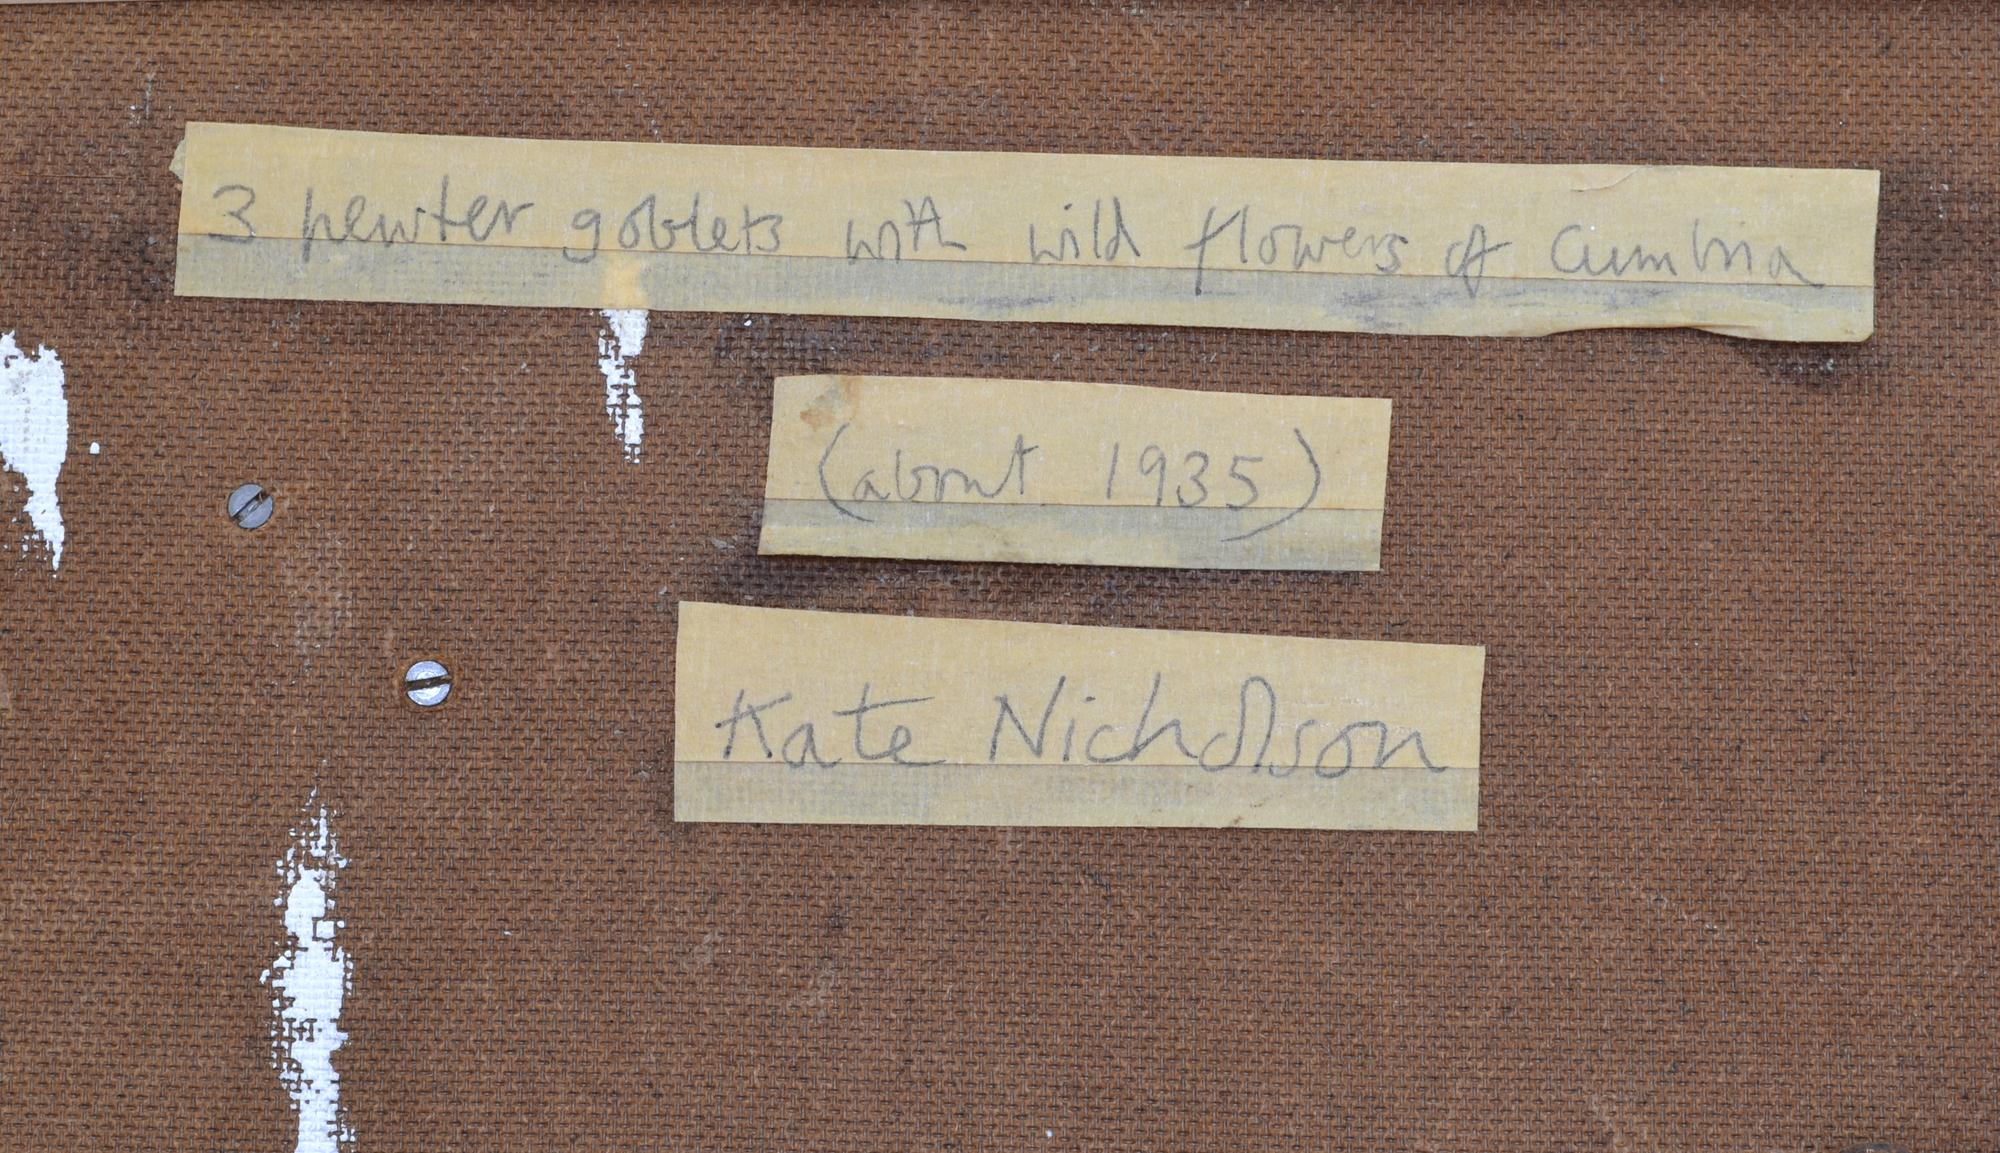 3 pewter goblets with wild flowers of Cumbria
(about 1935)
Kate Nicholson